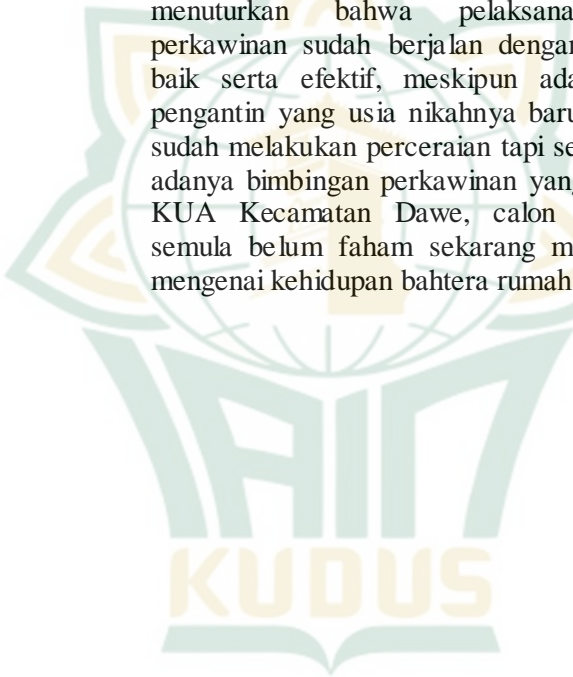 menuturkan bahwa pelaksana
perkawinan sudah berjalan dengan
baik serta efektif, meskipun ada
pengantin yang usia nikahnya baru
sudah melakukan perceraian tapi se
adanya bimbingan perkawinan yang
KUA Kecamatan Dawe, calon
semula belum faham sekarang m
mengenai kehidupan bahtera rumah
IAIN
KUDUS